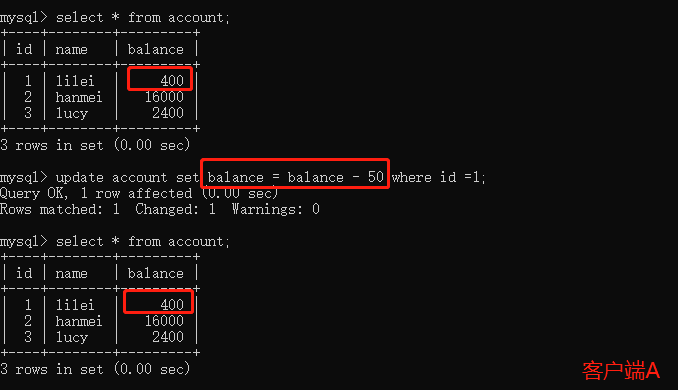 mysql> select * from account;
+----+--------+---------+
| id | name   | balance |
+----+--------+---------+
|  1 | lilei  |     400 |
|  2 | hanmei |   16000 |
|  3 | lucy   |    2400 |
+----+--------+---------+
3 rows in set (0.00 sec)
mysql> update account set balance = balance - 50 where id =1;
Query OK, 1 row affected (0.00 sec)
Rows matched: 1  Changed: 1  Warnings: 0
mysql> select * from account;
+----+--------+---------+
| id | name   | balance |
+----+--------+---------+
|  1 | lilei  |     400 |
|  2 | hanmei |   16000 |
|  3 | lucy   |    2400 |
+----+--------+---------+
3 rows in set (0.00 sec)
客户端A